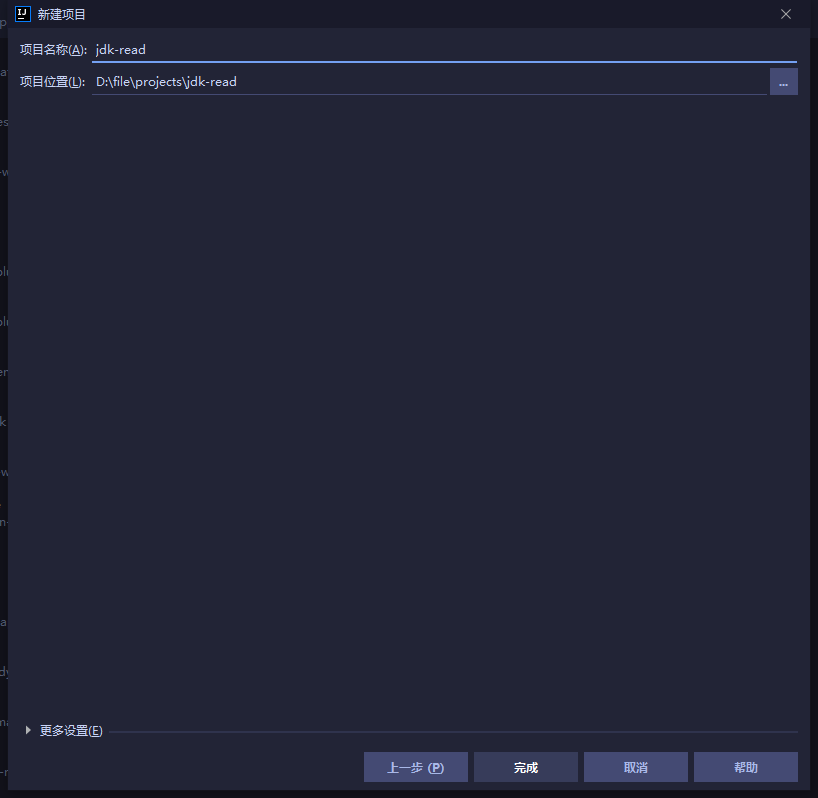 新建项目
项目名称(A): jdk-read
项目位置(L): D:\file\projects\jdk-read
...
更多设置(E)
上一步 (P) 完成 取消 帮助